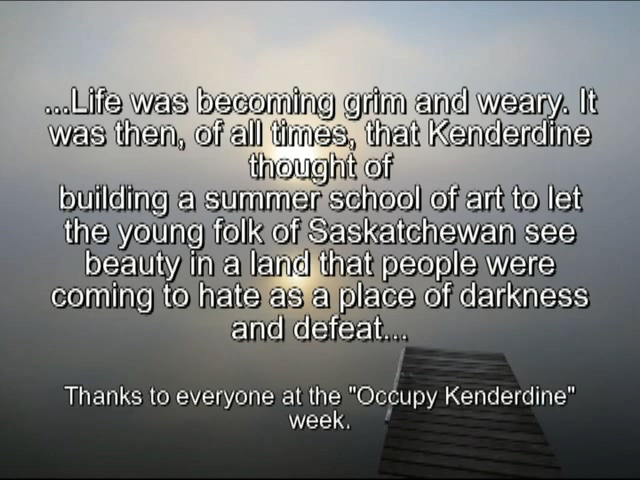 ...Life was becoming grim and weary. It
was then, of all times, that Kenderdine
thought of
building a summer school of art to let
the young folk of Saskatchewan see
beauty in a land that people were
coming to hate as a place of darkness
and defeat...
Thanks to everyone at the "Occupy Kenderdine"
week.